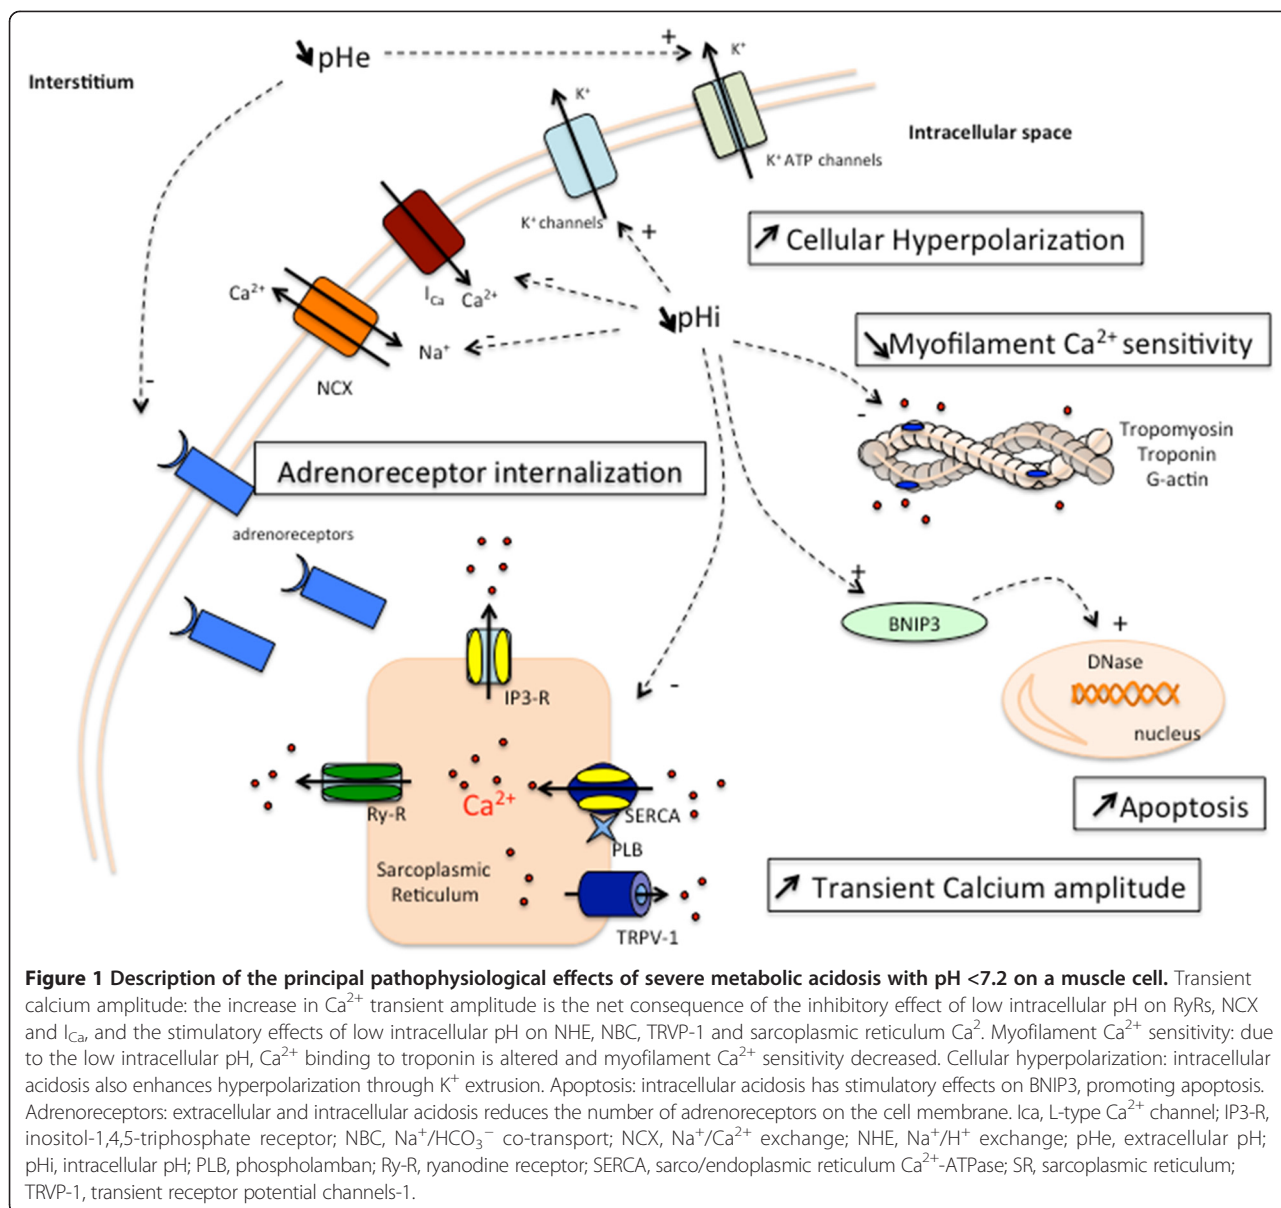 pHe
+
K⁺
Interstitium
K⁺
Intracellular space
K⁺ ATP channels
K⁺ channels
+
Cellular Hyperpolarization
Ca²⁺
I_Ca Ca²⁺
-
pHi
Na⁺
-
Myofilament Ca²⁺ sensitivity
NCX
-
-
Tropomyosin
Troponin
G-actin
Adrenoreceptor internalization
adrenoreceptors
+
BNIP3
+
DNase
nucleus
-
IP3-R
Ca²⁺
Ry-R
SERCA
PLB
Apoptosis
Sarcoplasmic
Reticulum
Transient Calcium amplitude
TRPV-1
Figure 1 Description of the principal pathophysiological effects of severe metabolic acidosis with pH <7.2 on a muscle cell. Transient
calcium amplitude: the increase in Ca²⁺ transient amplitude is the net consequence of the inhibitory effect of low intracellular pH on RyRs, NCX
and I_Ca, and the stimulatory effects of low intracellular pH on NHE, NBC, TRVP-1 and sarcoplasmic reticulum Ca². Myofilament Ca²⁺ sensitivity: due
to the low intracellular pH, Ca²⁺ binding to troponin is altered and myofilament Ca²⁺ sensitivity decreased. Cellular hyperpolarization: intracellular
acidosis also enhances hyperpolarization through K⁺ extrusion. Apoptosis: intracellular acidosis has stimulatory effects on BNIP3, promoting apoptosis.
Adrenoreceptors: extracellular and intracellular acidosis reduces the number of adrenoreceptors on the cell membrane. Ica, L-type Ca²⁺ channel; IP3-R,
inositol-1,4,5-triphosphate receptor; NBC, Na⁺/HCO₃⁻ co-transport; NCX, Na⁺/Ca²⁺ exchange; NHE, Na⁺/H⁺ exchange; pHe, extracellular pH;
pHi, intracellular pH; PLB, phospholamban; Ry-R, ryanodine receptor; SERCA, sarco/endoplasmic reticulum Ca²⁺-ATPase; SR, sarcoplasmic reticulum;
TRVP-1, transient receptor potential channels-1.